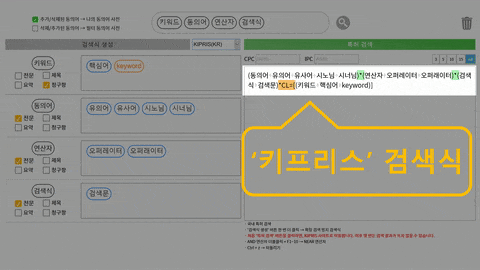 추가/삭제된 동의어 → 나의 동의어 사전
삭제/추가된 동의어 → 필터 동의어 사전
키워드 동의어 연산자 검색식
검색식 생성 KIPRIS(KR) 특허 검색
키워드 핵심어 keyword
전문 제목
요약 청구항
동의어 유의어 유사어 시노님 시너님
전문 제목
요약 청구항
연산자 오퍼레이터 오퍼래이터
전문 제목
요약 청구항
검색식 검색문
전문 제목
요약 청구항
CPC IPC
(동의어+유의어+유사어+시노님+시너님)*(연산자+오퍼레이터+오퍼래이터)*(검색
식+검색문)*CL=[(키워드+핵심어+keyword)]
'키프리스' 검색식